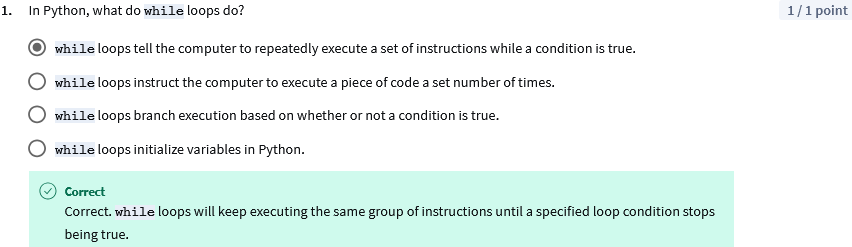 1. In Python, what do while loops do?
1 / 1 point
while loops tell the computer to repeatedly execute a set of instructions while a condition is true.
while loops instruct the computer to execute a piece of code a set number of times.
while loops branch execution based on whether or not a condition is true.
while loops initialize variables in Python.
Correct
Correct. while loops will keep executing the same group of instructions until a specified loop condition stops
being true.